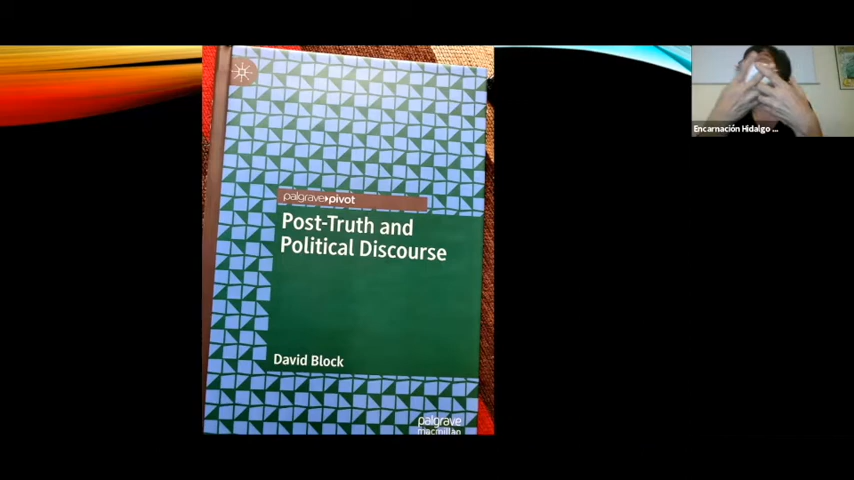 palgrave pivot
Post-Truth and
Political Discourse
David Block
palgrave
macmillan
Encarnación Hidalgo ...